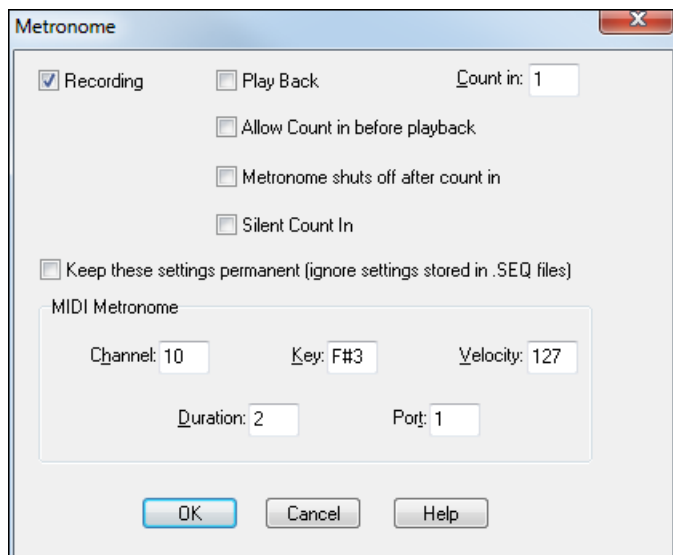 Metronome
Recording Play Back Count in: 1
Allow Count in before playback
Metronome shuts off after count in
Silent Count In
Keep these settings permanent (ignore settings stored in .SEQ files)
MIDI Metronome
Channel: 10 Key: F#3 Velocity: 127
Duration: 2 Port: 1
OK Cancel Help